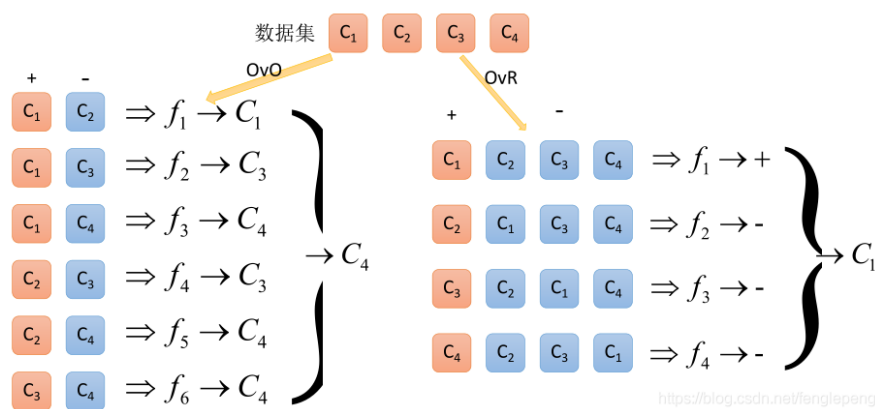 数据集 C₁ C₂ C₃ C₄
OvO OvR
+ -
C₁ C₂ ⇒ f₁ → C₁
C₁ C₃ ⇒ f₂ → C₃
C₁ C₄ ⇒ f₃ → C₄
C₂ C₃ ⇒ f₄ → C₃
C₂ C₄ ⇒ f₅ → C₄
C₃ C₄ ⇒ f₆ → C₄
→ C₄
+ -
C₁ C₂ C₃ C₄ ⇒ f₁ → +
C₂ C₁ C₃ C₄ ⇒ f₂ → -
C₃ C₂ C₁ C₄ ⇒ f₃ → -
C₄ C₂ C₃ C₁ ⇒ f₄ → -
→ C₁
https://blog.csdn.net/fenglepeng